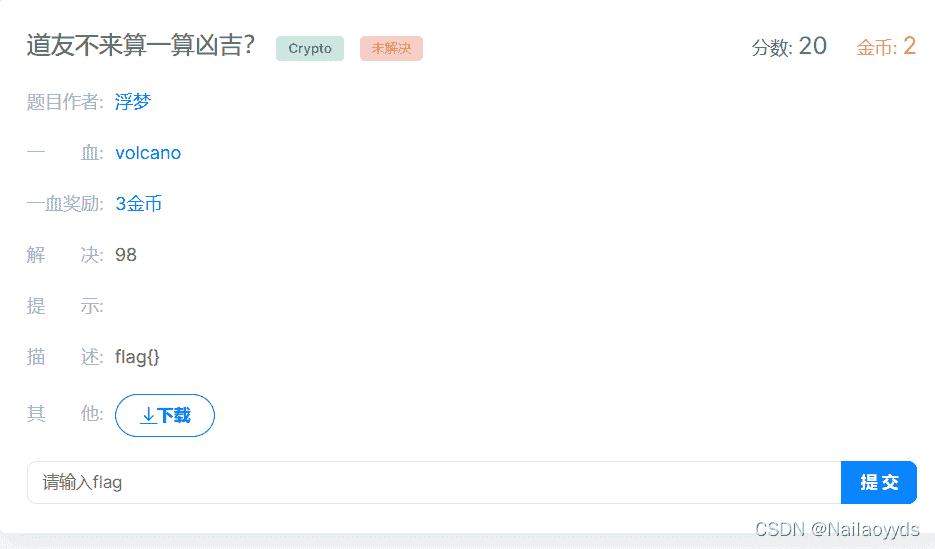 道友不来算一算凶吉? Crypto 未解决 分数: 20 金币: 2
题目作者: 浮梦
一 血: volcano
一血奖励: 3金币
解 决: 98
提 示:
描 述: flag{}
其 他: 下载
请输入flag 提 交
CSDN @Nailaoyyds